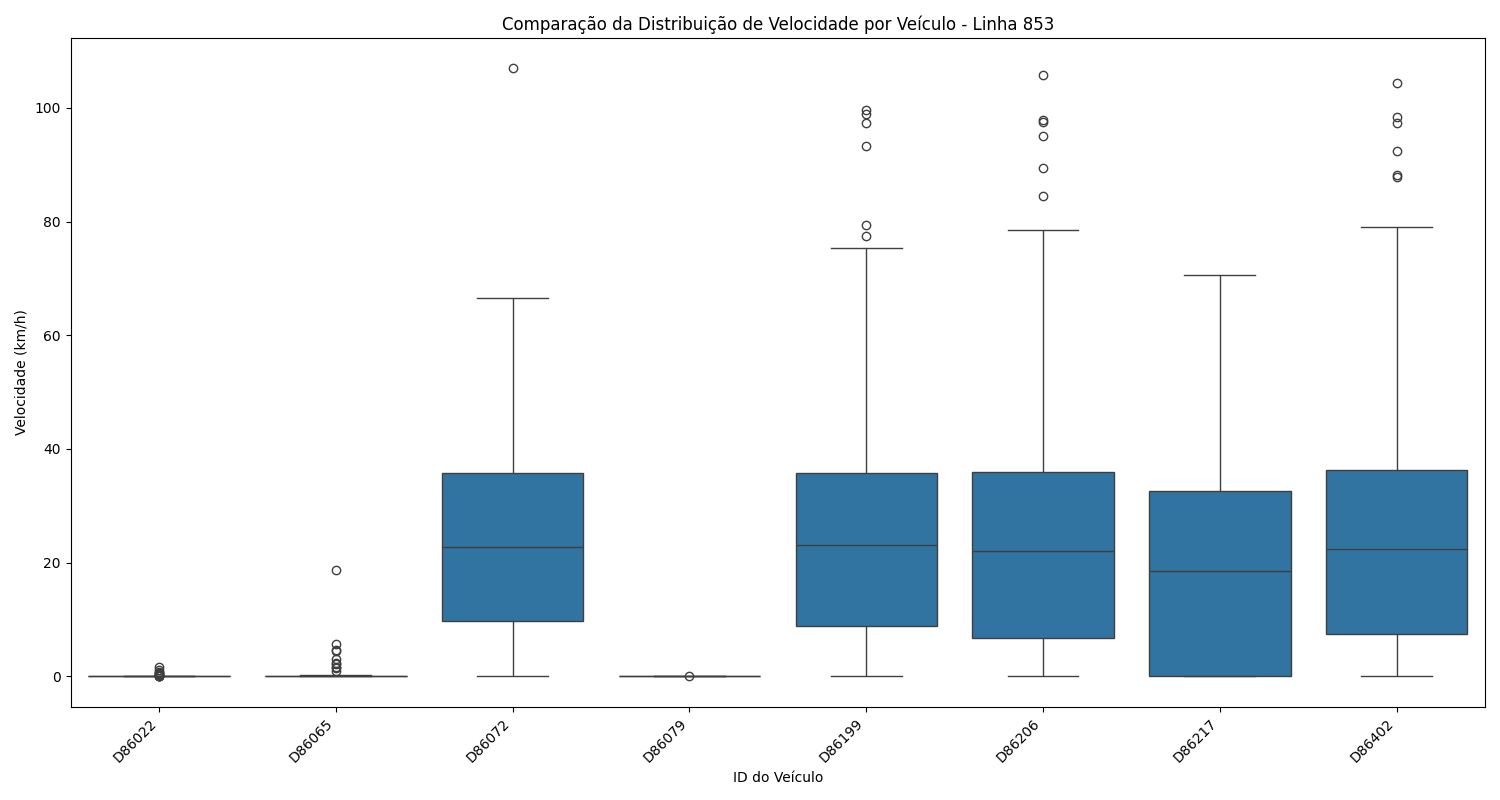 Comparação da Distribuição de Velocidade por Veículo - Linha 853
Velocidade (km/h)
100
80
60
40
20
0
D86022
D86065
D86072
D86079
D86199
D86206
D86217
D86402
ID do Veículo